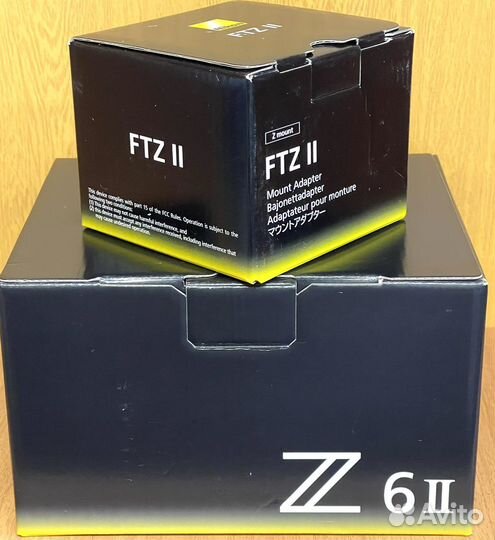 FTZ II
FTZ II
This device complies with part 15 of the FCC Rules. Operation is subject to the
following two conditions:
(1) This device may not cause harmful interference, and
(2) This device must accept any interference received, including interference that
may cause undesired operation.
Z mount
FTZ II
Mount Adapter
Bajonettadapter
Adaptateur pour monture
マウントアダプター
Z 6II
Avito